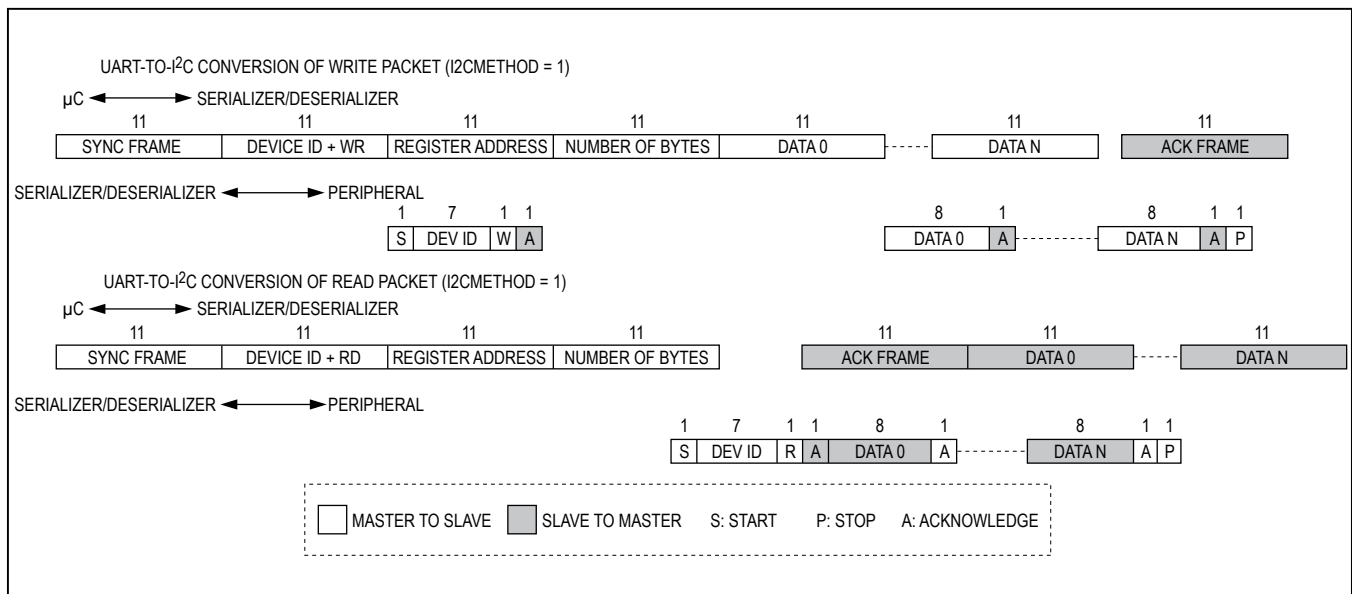 UART-TO-I2C CONVERSION OF WRITE PACKET (I2CMETHOD = 1)
µC SERIALIZER/DESERIALIZER
11 11 11 11 11 11 11
SYNC FRAME DEVICE ID + WR REGISTER ADDRESS NUMBER OF BYTES DATA 0 DATA N ACK FRAME
SERIALIZER/DESERIALIZER PERIPHERAL
1 7 1 1 8 1 8 1 1
S DEV ID W A DATA 0 A DATA N A P
UART-TO-I2C CONVERSION OF READ PACKET (I2CMETHOD = 1)
µC SERIALIZER/DESERIALIZER
11 11 11 11 11 11 11
SYNC FRAME DEVICE ID + RD REGISTER ADDRESS NUMBER OF BYTES ACK FRAME DATA 0 DATA N
SERIALIZER/DESERIALIZER PERIPHERAL
1 7 1 1 8 1 8 1 1
S DEV ID R A DATA 0 A DATA N A P
MASTER TO SLAVE SLAVE TO MASTER S: START P: STOP A: ACKNOWLEDGE